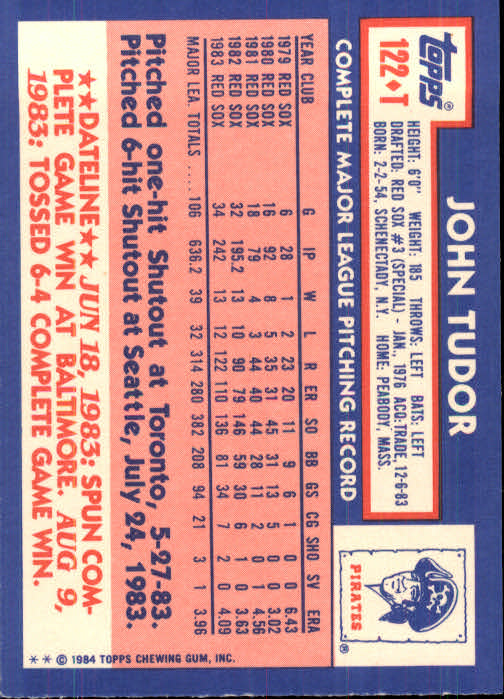 topps®
122♦T
JOHN TUDOR
HEIGHT: 6'0" WEIGHT: 185 THROWS: LEFT BATS: LEFT
DRAFTED: RED SOX #3 (SPECIAL) - JAN., 1976 ACQ: TRADE, 12-6-83
BORN: 2-2-54, SCHENECTADY, N.Y. HOME: PEABODY, MASS.
PIRATES ®
COMPLETE MAJOR LEAGUE PITCHING RECORD
YEAR CLUB G IP W L R ER SO BB GS CG SHO SV ERA
1979 RED SOX 6 28 1 2 23 20 11 9 6 1 0 0 6.43
1980 RED SOX 16 92 8 5 35 31 45 31 13 5 0 0 3.02
1981 RED SOX 18 79 4 3 44 40 44 28 11 2 0 1 4.56
1982 RED SOX 32 195.2 13 10 90 79 146 59 30 6 1 0 3.63
1983 RED SOX 34 242 13 12 122 110 136 81 34 7 2 0 4.09
MAJOR LEA. TOTALS .... 106 636.2 39 32 314 280 382 208 94 21 3 1 3.96
Pitched one-hit Shutout at Toronto, 5-27-83.
Pitched 6-hit Shutout at Seattle, July 24, 1983.
★★DATELINE★★ JUN 18, 1983: SPUN COM-
PLETE GAME WIN AT BALTIMORE. AUG 9,
1983: TOSSED 6-4 COMPLETE GAME WIN.
** © 1984 TOPPS CHEWING GUM, INC.